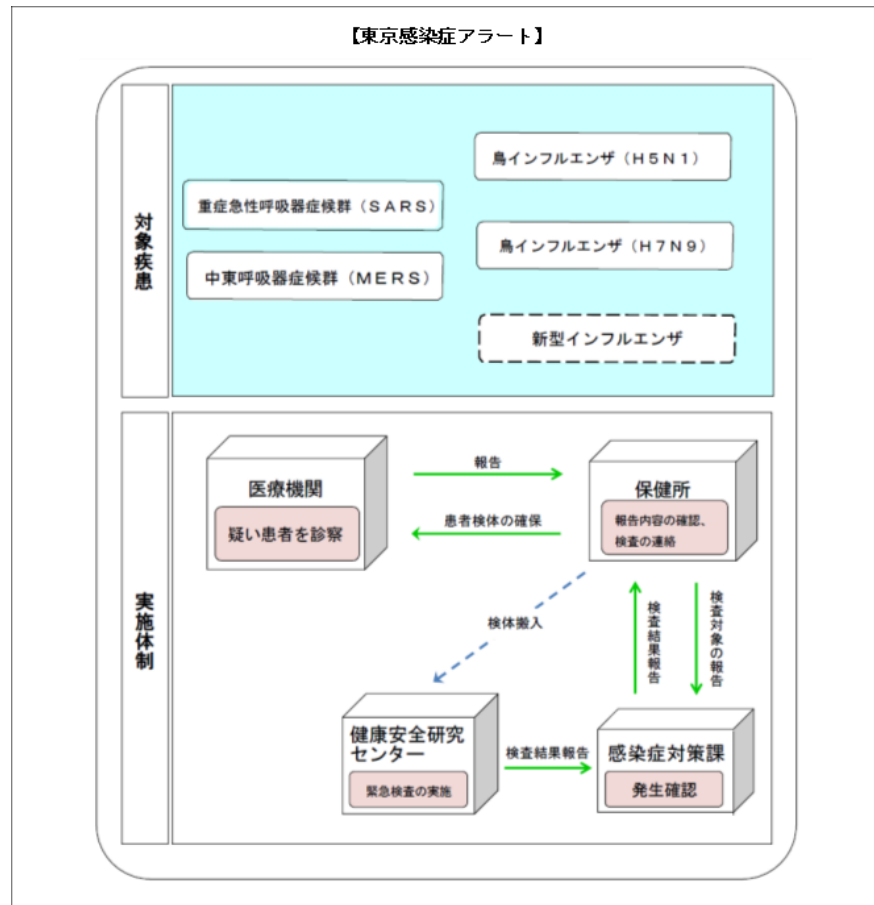 【東京感染症アラート】
対象疾患
鳥インフルエンザ（H5N1）
重症急性呼吸器症候群（SARS）
鳥インフルエンザ（H7N9）
中東呼吸器症候群（MERS）
新型インフルエンザ
実施体制
医療機関
疑い患者を診察
報告
患者検体の確保
保健所
報告内容の確認、
検査の連絡
検体搬入
検査結果報告
検査対象の報告
健康安全研究
センター
緊急検査の実施
検査結果報告
感染症対策課
発生確認